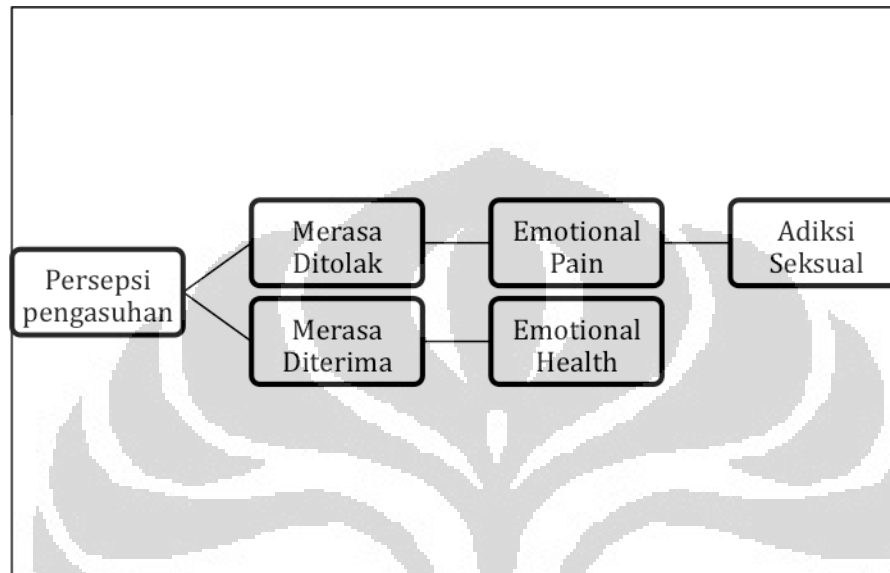 Persepsi
pengasuhan
Merasa
Ditolak
Emotional
Pain
Adiksi
Seksual
Merasa
Diterima
Emotional
Health